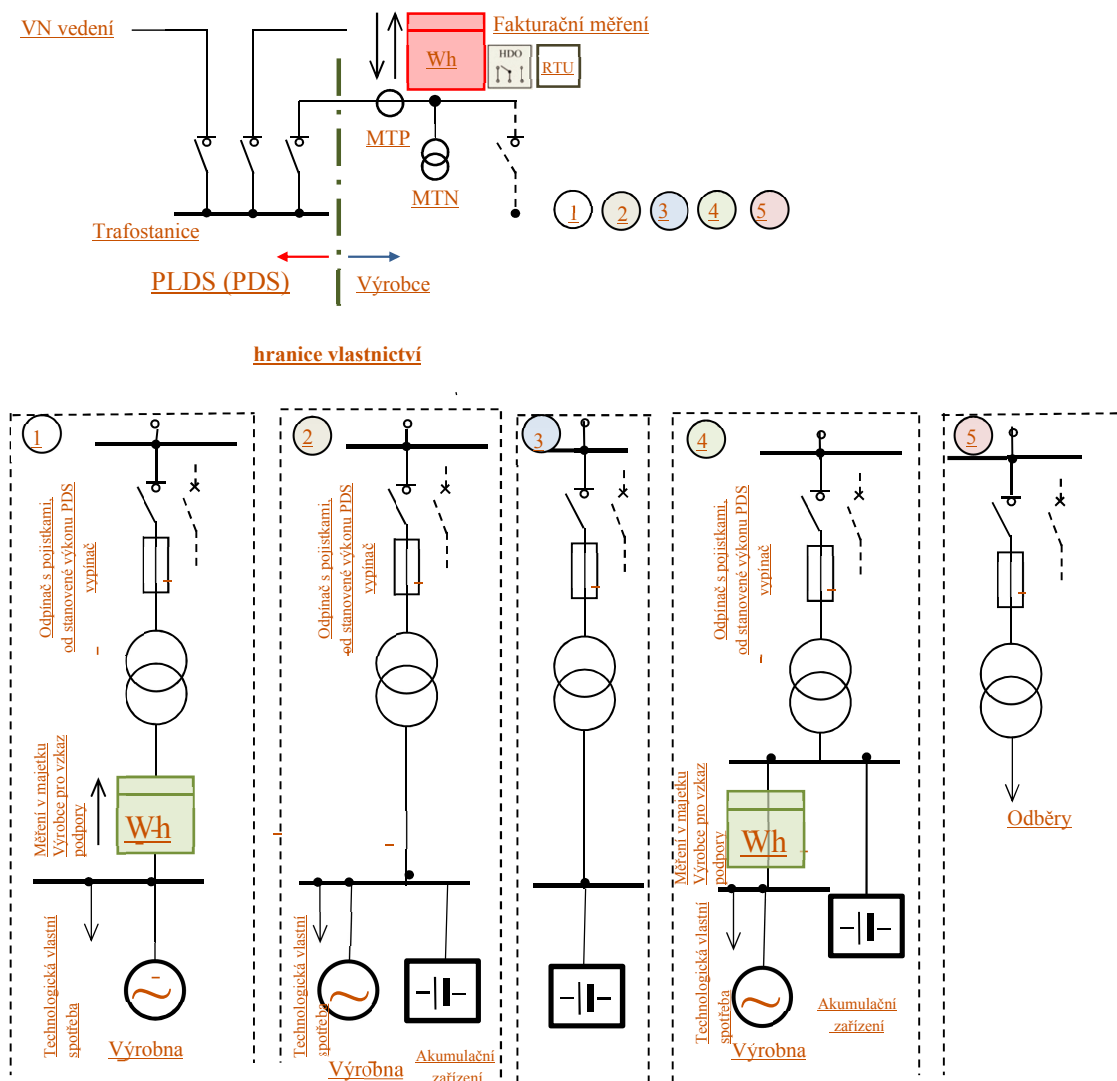 VN vedení
Fakturační měření
Wh
HDO
RTU
MTP
MTN
1 2 3 4 5
Trafostanice
PLDS (PDS)
Výrobce
hranice vlastnictví
1
Odpínač s pojistkami,
od stanovené výkonu PDS
vypínač
Měření v majetku
Výrobce pro vzkaz
podpory
Wh
Technologická vlastní
spotřeba
Výrobna
2
Odpínač s pojistkami,
od stanovené výkonu PDS
vypínač
Technologická vlastní
spotřeba
Výrobna
Akumulační
zařízení
3
4
Odpínač s pojistkami,
od stanovené výkonu PDS
vypínač
Měření v majetku
Výrobce pro vzkaz
podpory
Wh
Technologická vlastní
spotřeba
Výrobna
Akumulační
zařízení
5
Odběry